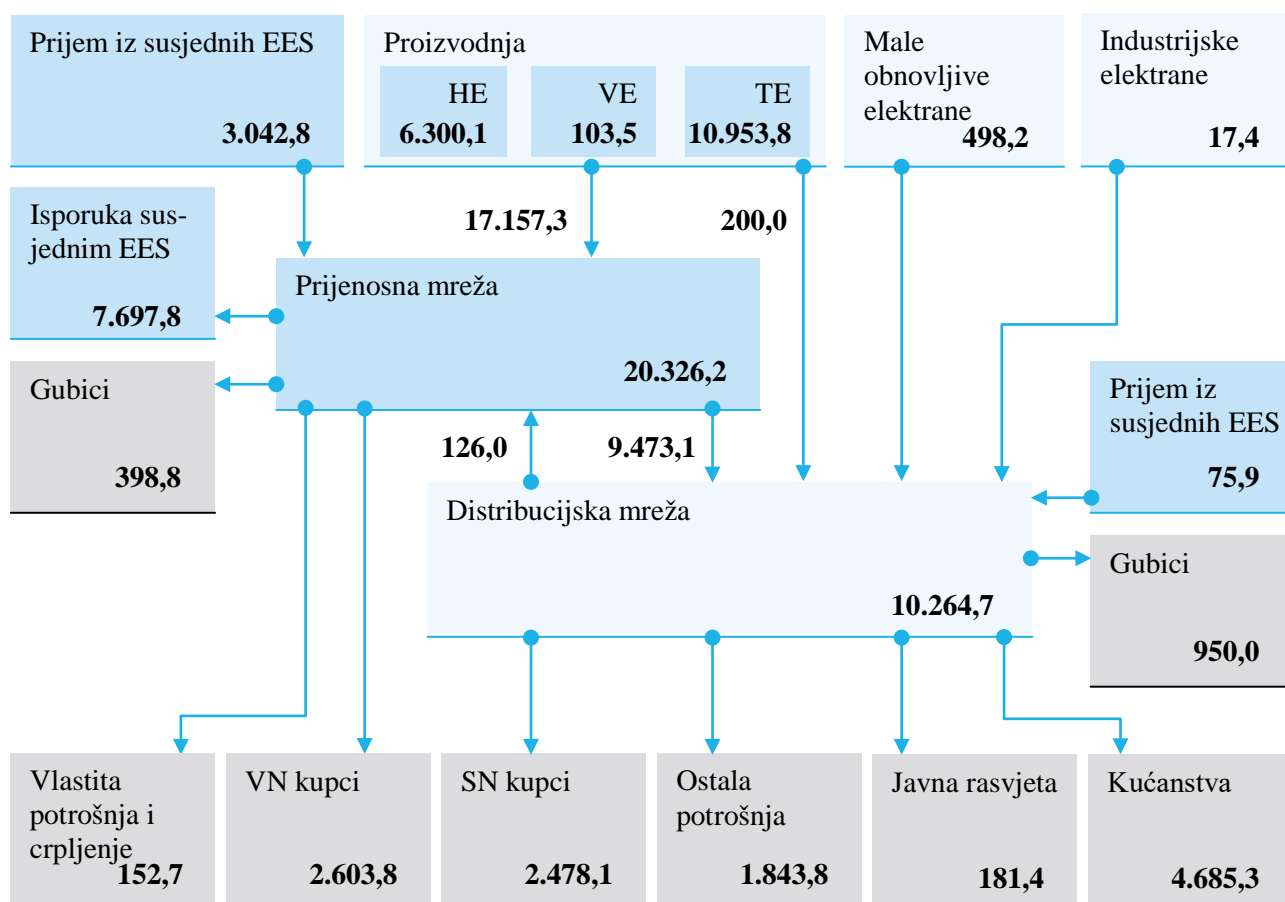 Prijem iz susjednih EES
3.042,8
Proizvodnja
HE
6.300,1
VE
103,5
TE
10.953,8
Male
obnovljive
elektrane
498,2
Industrijske
elektrane
17,4
Isporuka sus-
jednim EES
7.697,8
17.157,3
200,0
Prijenosna mreža
20.326,2
Gubici
398,8
Prijem iz
susjednih EES
75,9
126,0
9.473,1
Distribucijska mreža
10.264,7
Gubici
950,0
Vlastita
potrošnja i
crpljenje
152,7
VN kupci
2.603,8
SN kupci
2.478,1
Ostala
potrošnja
1.843,8
Javna rasvjeta
181,4
Kućanstva
4.685,3